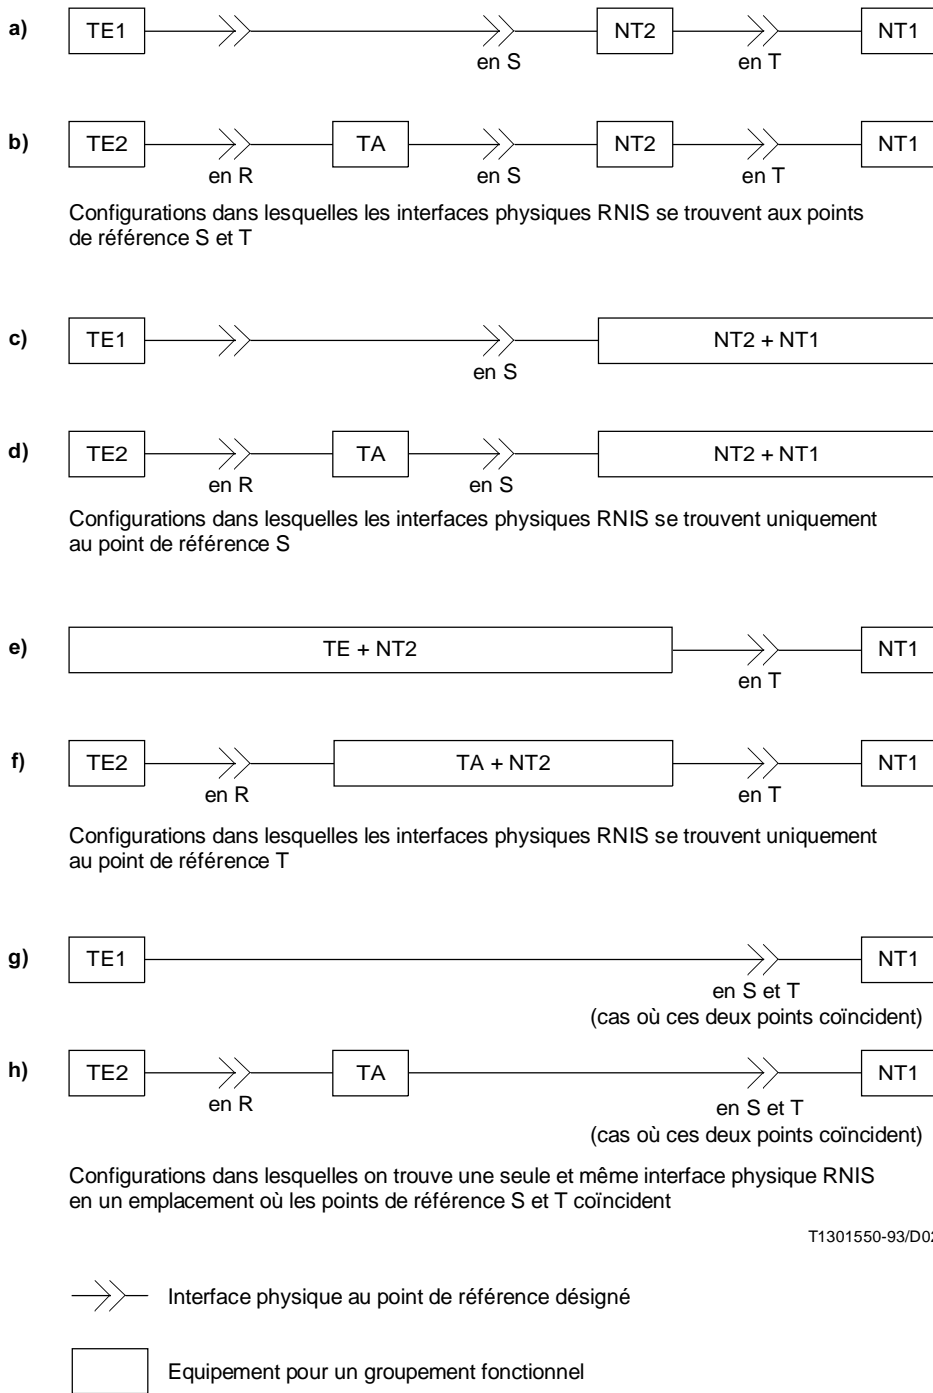 a) TE1 NT2 NT1
en S en T
b) TE2 TA NT2 NT1
en R en S en T
Configurations dans lesquelles les interfaces physiques RNIS se trouvent aux points
de référence S et T
c) TE1 NT2 + NT1
en S
d) TE2 TA NT2 + NT1
en R en S
Configurations dans lesquelles les interfaces physiques RNIS se trouvent uniquement
au point de référence S
e) TE + NT2 NT1
en T
f) TE2 TA + NT2 NT1
en R en T
Configurations dans lesquelles les interfaces physiques RNIS se trouvent uniquement
au point de référence T
g) TE1 NT1
en S et T
(cas où ces deux points coïncident)
h) TE2 TA NT1
en R en S et T
(cas où ces deux points coïncident)
Configurations dans lesquelles on trouve une seule et même interface physique RNIS
en un emplacement où les points de référence S et T coïncident
T1301550-93/D02
Interface physique au point de référence désigné
Equipement pour un groupement fonctionnel